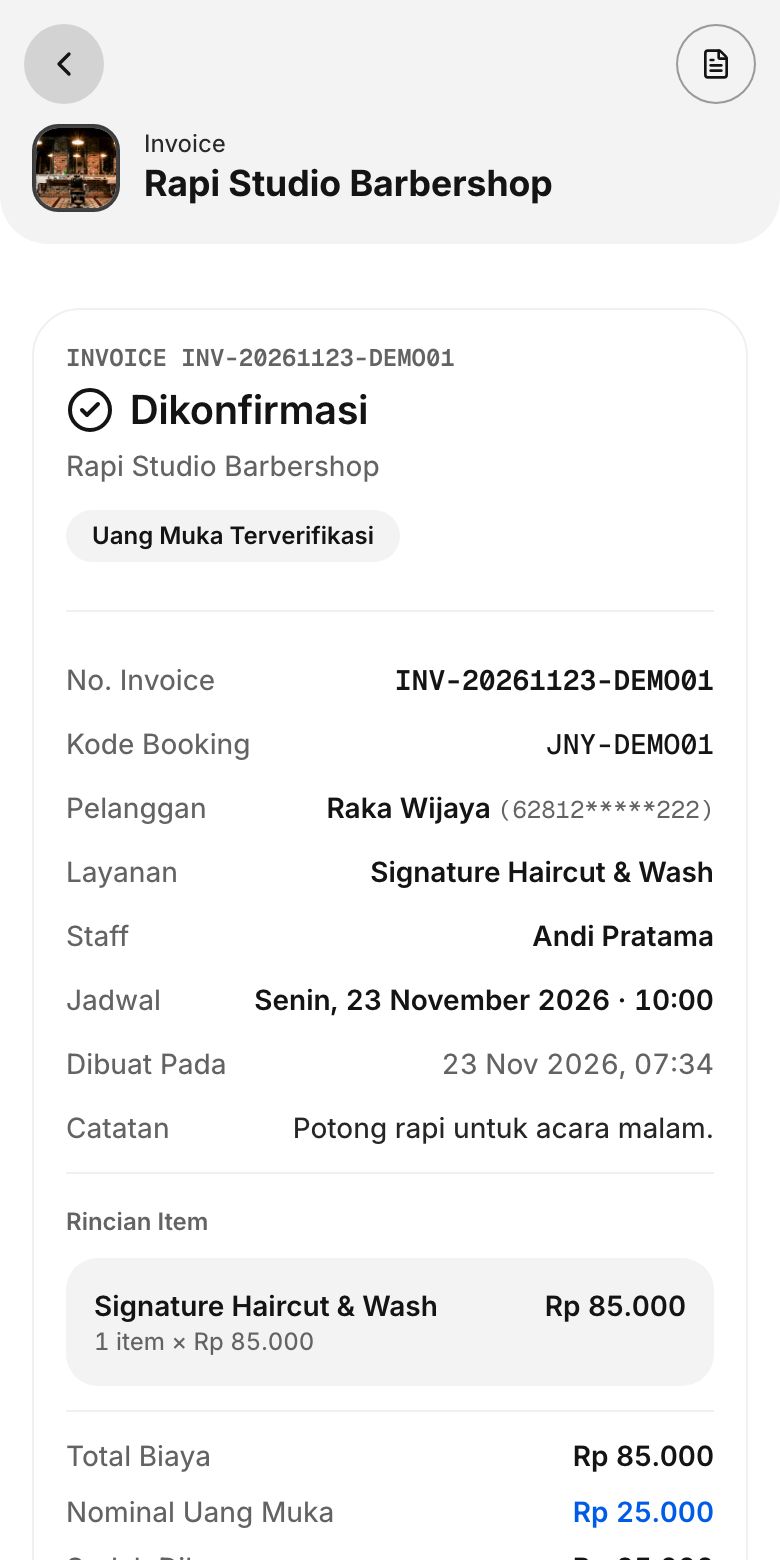 Invoice
Rapi Studio Barbershop
INVOICE INV-20261123-DEMO01
Dikonfirmasi
Rapi Studio Barbershop
Uang Muka Terverifikasi
No. Invoice INV-20261123-DEMO01
Kode Booking JNY-DEMO01
Pelanggan Raka Wijaya (62812*****222)
Layanan Signature Haircut & Wash
Staff Andi Pratama
Jadwal Senin, 23 November 2026 · 10:00
Dibuat Pada 23 Nov 2026, 07:34
Catatan Potong rapi untuk acara malam.
Rincian Item
Signature Haircut & Wash Rp 85.000
1 item × Rp 85.000
Total Biaya Rp 85.000
Nominal Uang Muka Rp 25.000